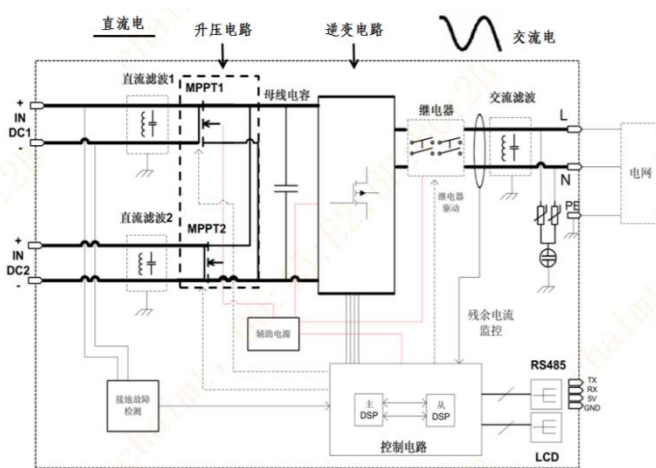 直流电
升压电路
逆变电路
交流电
直流滤波1
MPPT1
母线电容
继电器
交流滤波
+
IN
DC1
-
L
N
PE
电网
继电器
驱动
直流滤波2
MPPT2
+
IN
DC2
-
辅助电源
残余电流
监控
接地故障
检测
主
DSP
从
DSP
控制电路
RS485
TX
RX
5V
GND
LCD